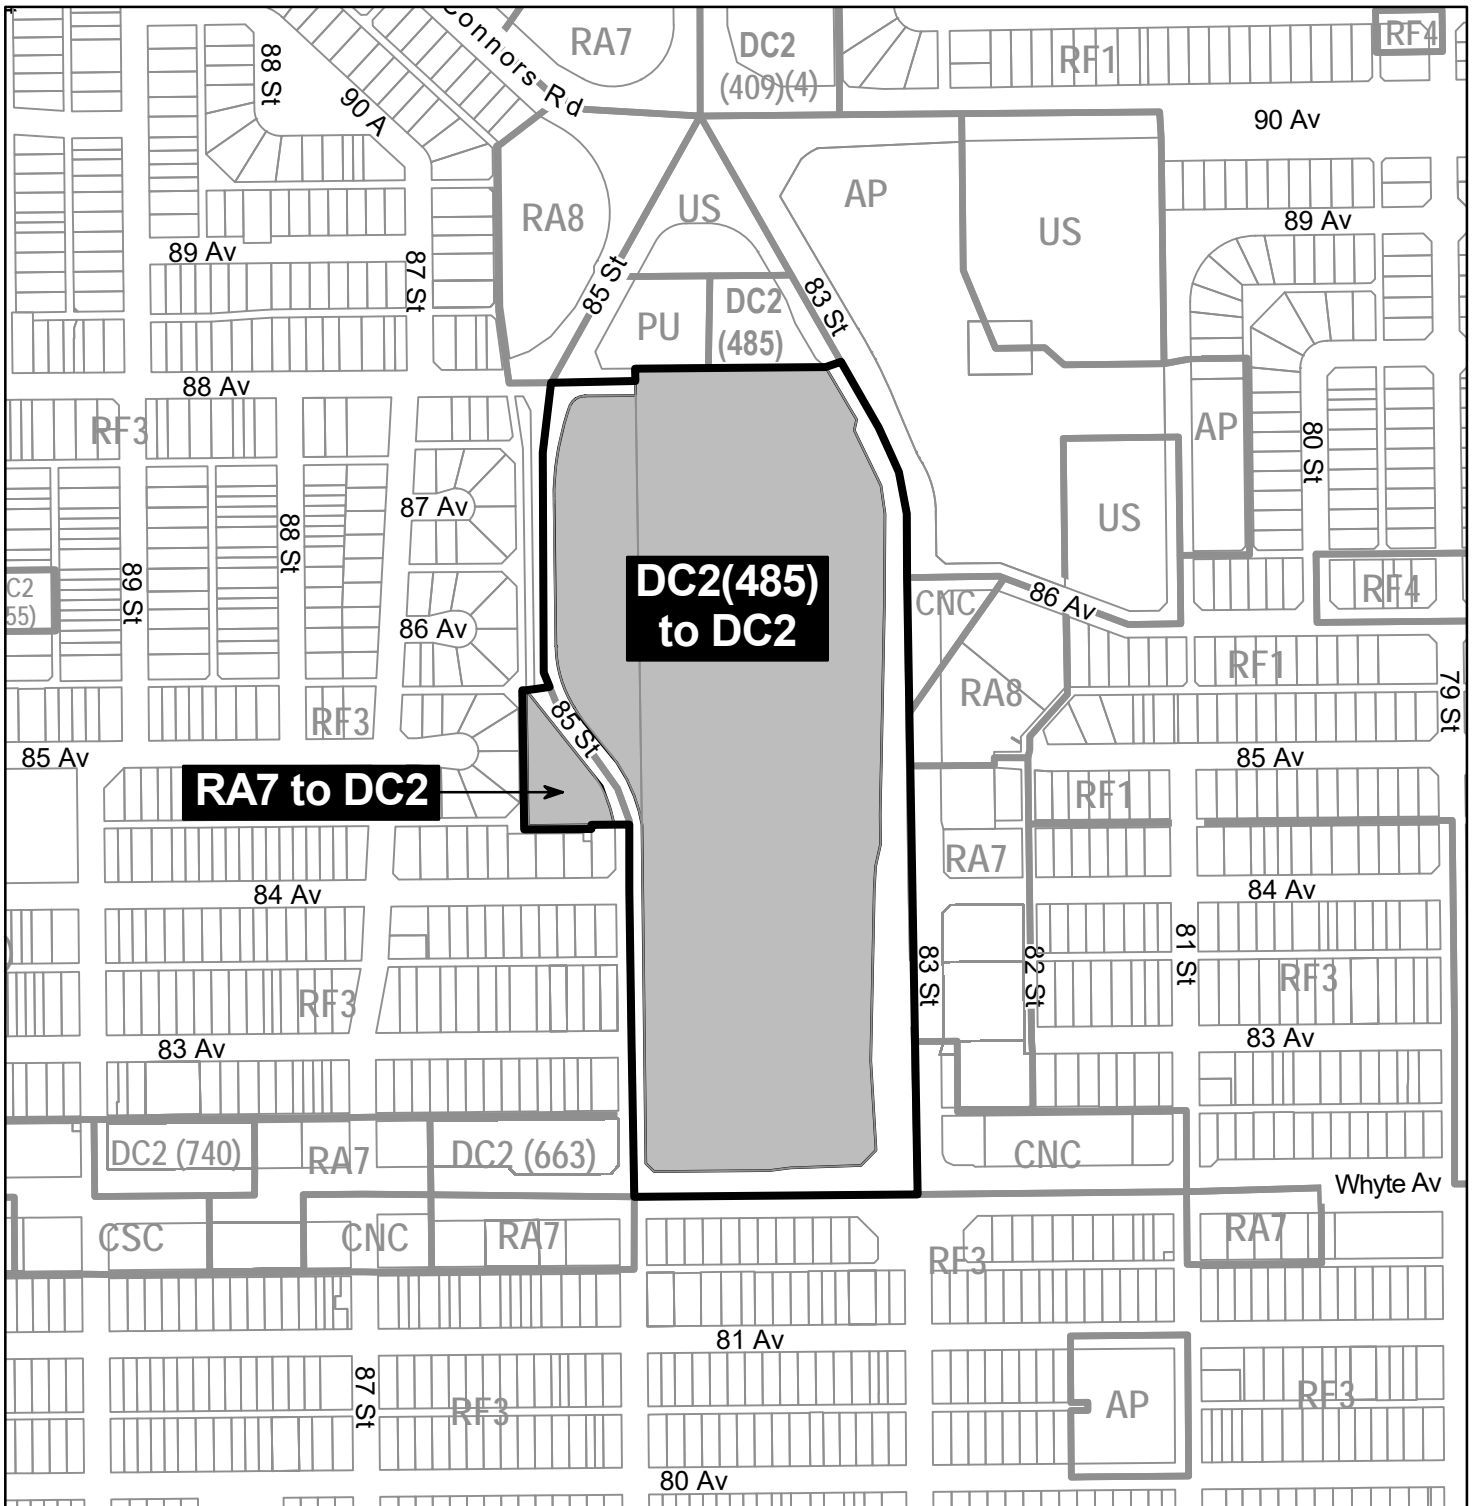 Connors Rd
RA7
DC2
(409)(4)
RF1
RF4
88 St
90 A
90 Av
RA8
US
AP
US
89 Av
89 Av
87 St
85 St
83 St
PU
DC2
(485)
88 Av
RF3
AP
80 St
87 Av
88 St
US
DC2(485)
to DC2
C2
55)
89 St
86 Av
CNC
86 Av
RF4
RF1
RA8
79 St
RF3
85 St
85 Av
85 Av
RA7 to DC2
RF1
RA7
84 Av
84 Av
83 St
82 St
81 St
RF3
RF3
83 Av
83 Av
DC2 (740)
RA7
DC2 (663)
CNC
Whyte Av
CSC
CNC
RA7
RF3
RA7
81 Av
87 St
RF3
AP
RF3
80 Av